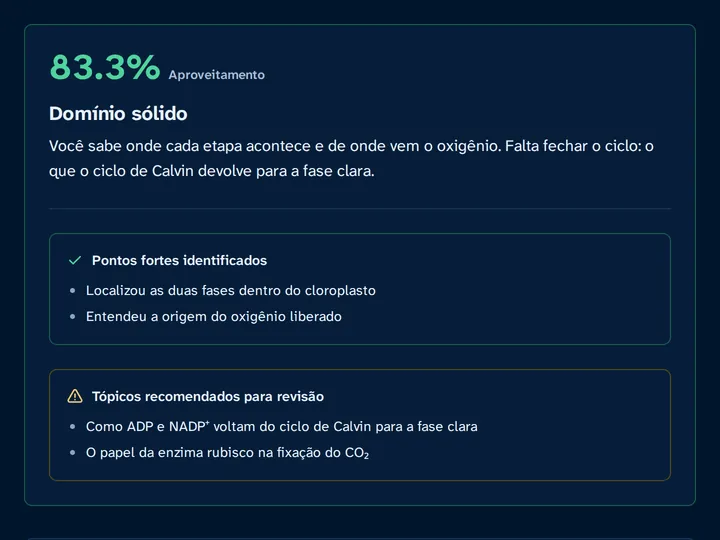 83.3% Aproveitamento
Domínio sólido
Você sabe onde cada etapa acontece e de onde vem o oxigênio. Falta fechar o ciclo: o
que o ciclo de Calvin devolve para a fase clara.
Pontos fortes identificados
Localizou as duas fases dentro do cloroplasto
Entendeu a origem do oxigênio liberado
Tópicos recomendados para revisão
Como ADP e NADP⁺ voltam do ciclo de Calvin para a fase clara
O papel da enzima rubisco na fixação do CO₂